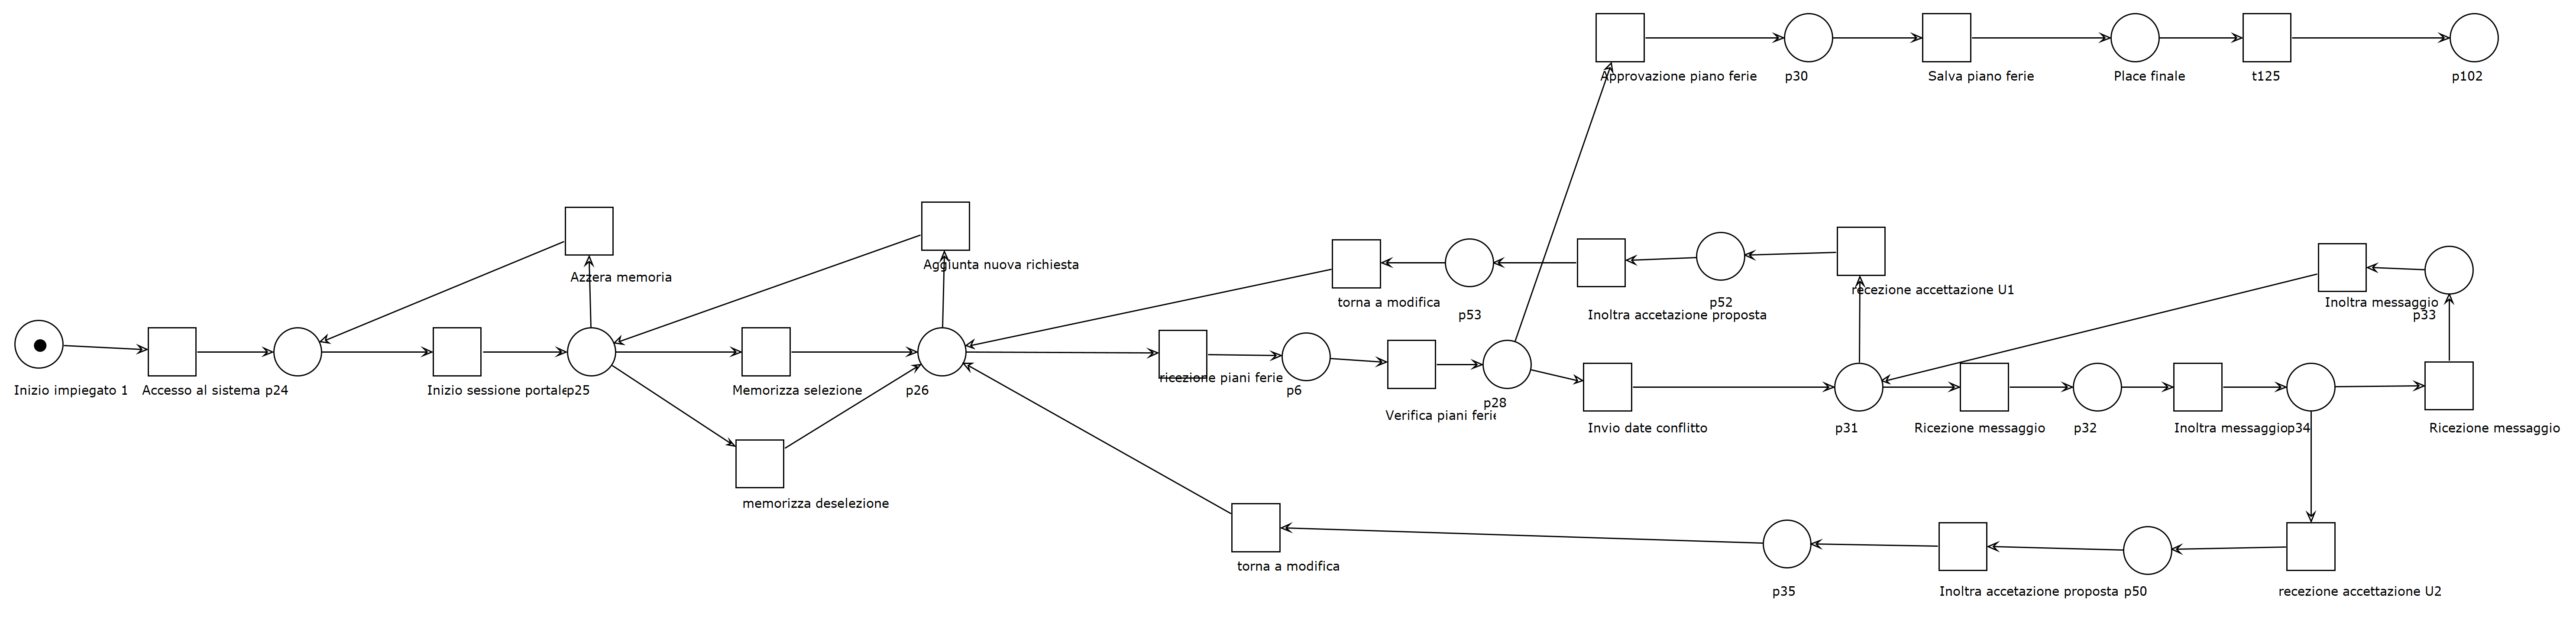 Approvazione piano ferie
p30
Salva piano ferie
Place finale
t125
p102
Azzera memoria
Aggiunta nuova richiesta
torna a modifica
p53
Inoltra accetazione proposta
p52
recezione accettazione U1
Inoltra messaggio
p33
Inizio impiegato 1
Accesso al sistema
p24
Inizio sessione portale
p25
Memorizza selezione
p26
ricezione piani ferie
p6
Verifica piani ferie
p28
Invio date conflitto
p31
Ricezione messaggio
p32
Inoltra messaggio
p34
Ricezione messaggio
memorizza deselezione
torna a modifica
p35
Inoltra accetazione proposta
p50
recezione accettazione U2